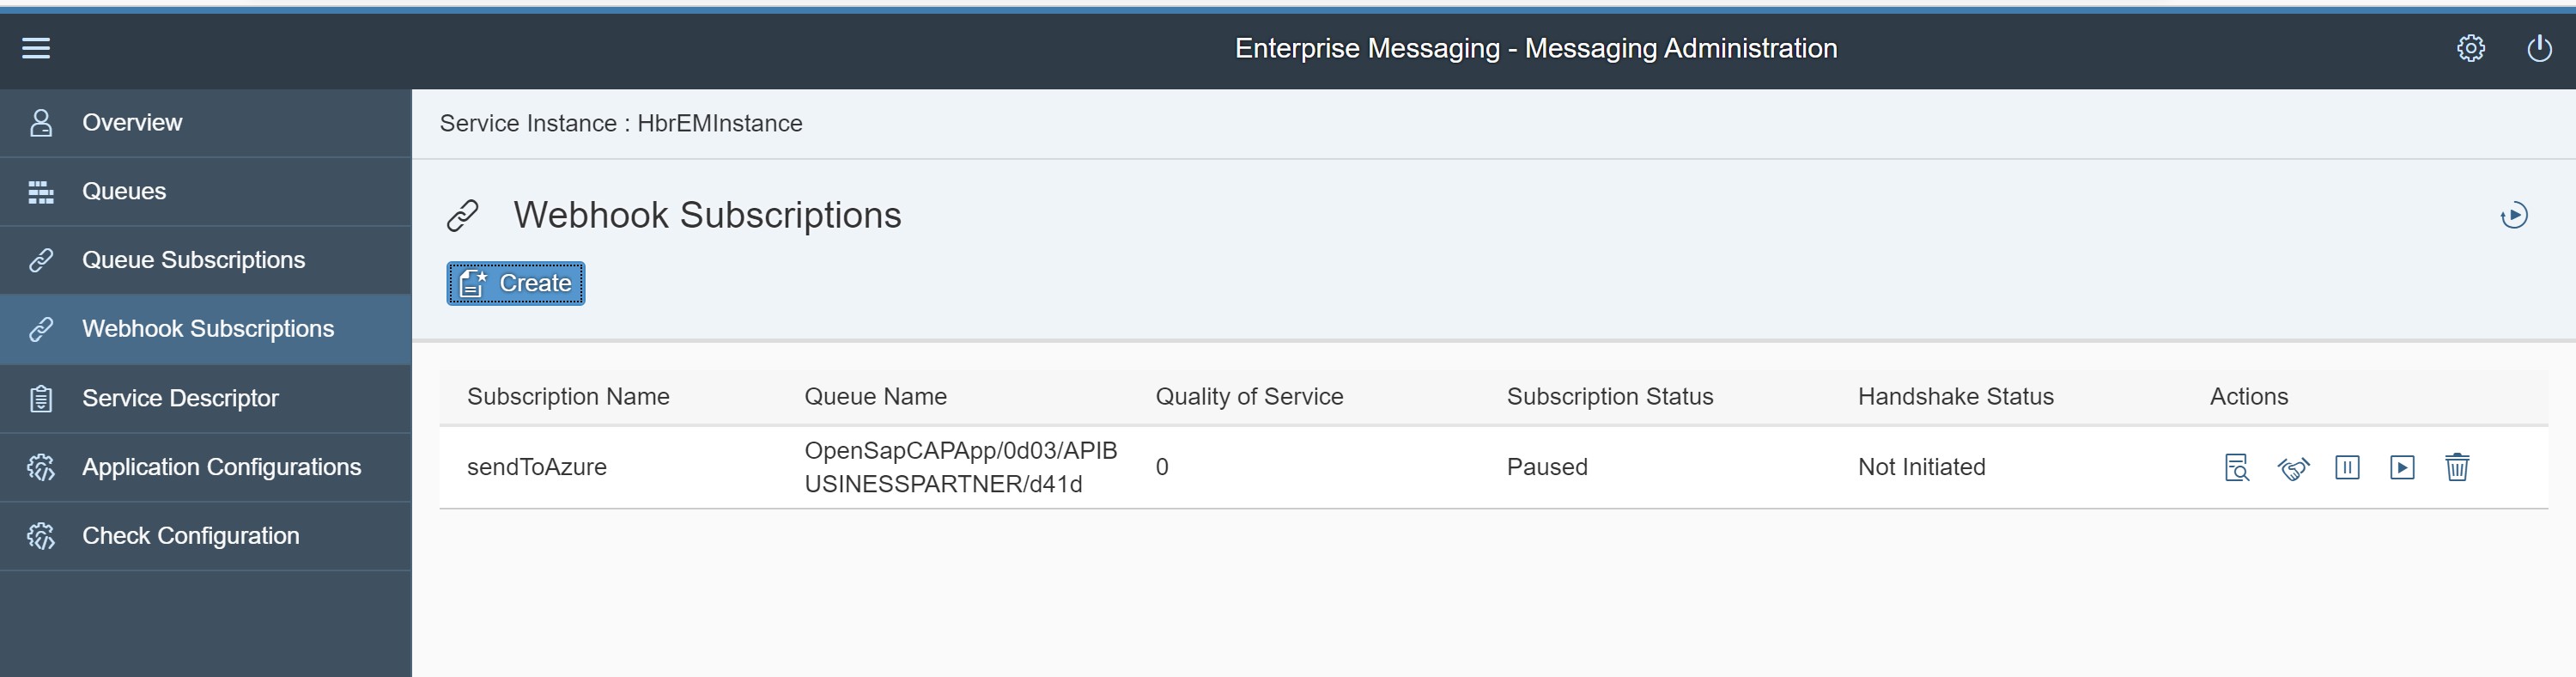 Enterprise Messaging - Messaging Administration
Overview
Queues
Queue Subscriptions
Webhook Subscriptions
Service Descriptor
Application Configurations
Check Configuration
Service Instance : HbrEMInstance
Webhook Subscriptions
Create
Subscription Name Queue Name Quality of Service Subscription Status Handshake Status Actions
sendToAzure OpenSapCAPApp/0d03/APIB 0 Paused Not Initiated
USINESSPARTNER/d41d